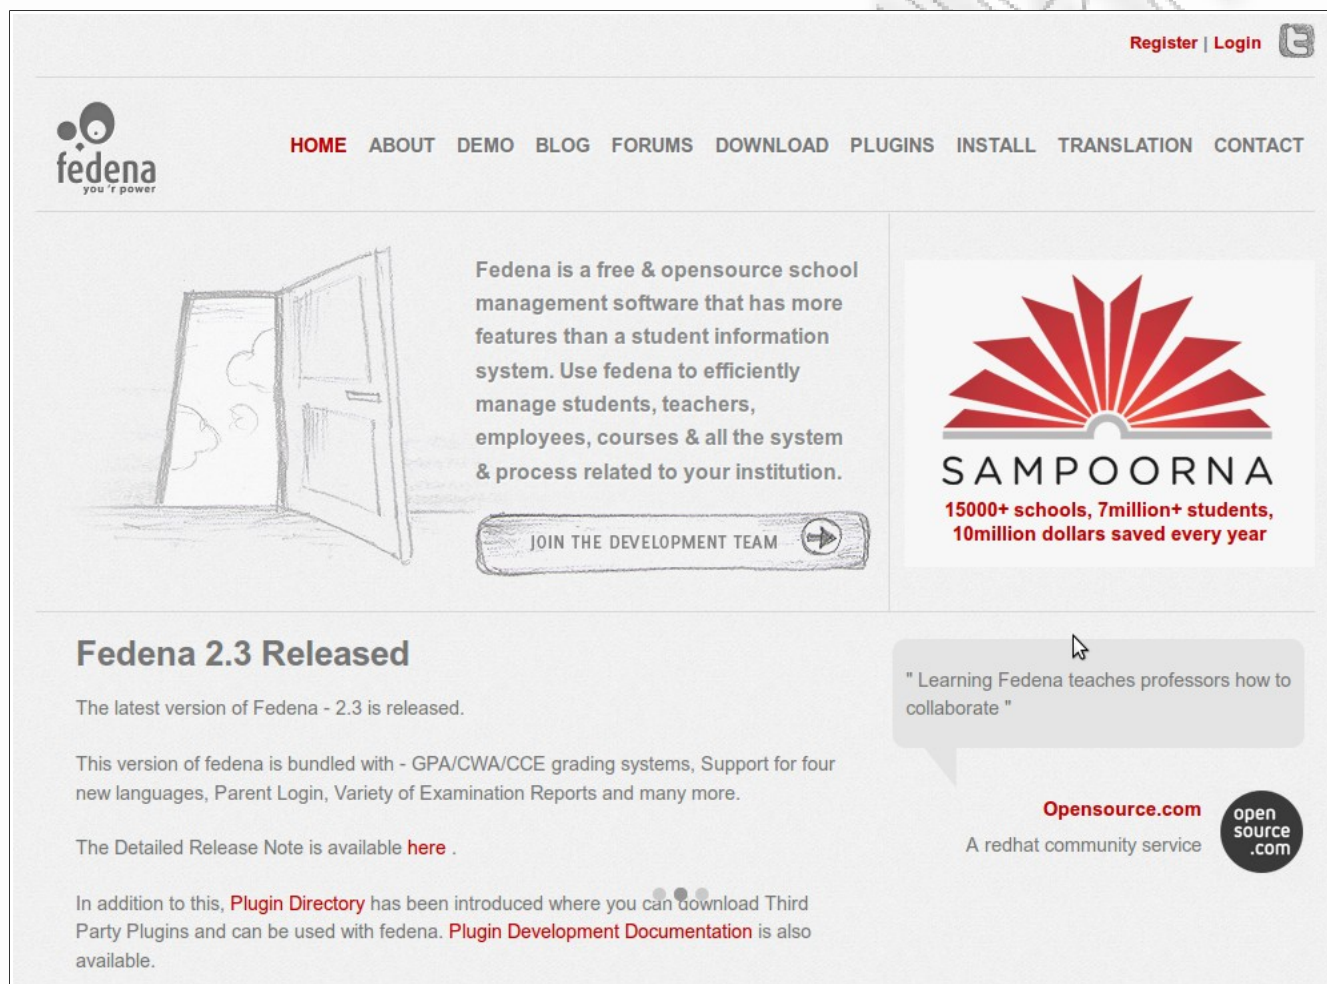 Register | Login
fedena
you 'r power
HOME ABOUT DEMO BLOG FORUMS DOWNLOAD PLUGINS INSTALL TRANSLATION CONTACT
Fedena is a free & opensource school
management software that has more
features than a student information
system. Use fedena to efficiently
manage students, teachers,
employees, courses & all the system
& process related to your institution.
JOIN THE DEVELOPMENT TEAM
SAMPOORNA
15000+ schools, 7million+ students,
10million dollars saved every year
Fedena 2.3 Released
The latest version of Fedena - 2.3 is released.
This version of fedena is bundled with - GPA/CWA/CCE grading systems, Support for four
new languages, Parent Login, Variety of Examination Reports and many more.
The Detailed Release Note is available here .
In addition to this, Plugin Directory has been introduced where you can download Third
Party Plugins and can be used with fedena. Plugin Development Documentation is also
available.
" Learning Fedena teaches professors how to
collaborate "
Opensource.com
A redhat community service
open
source
.com